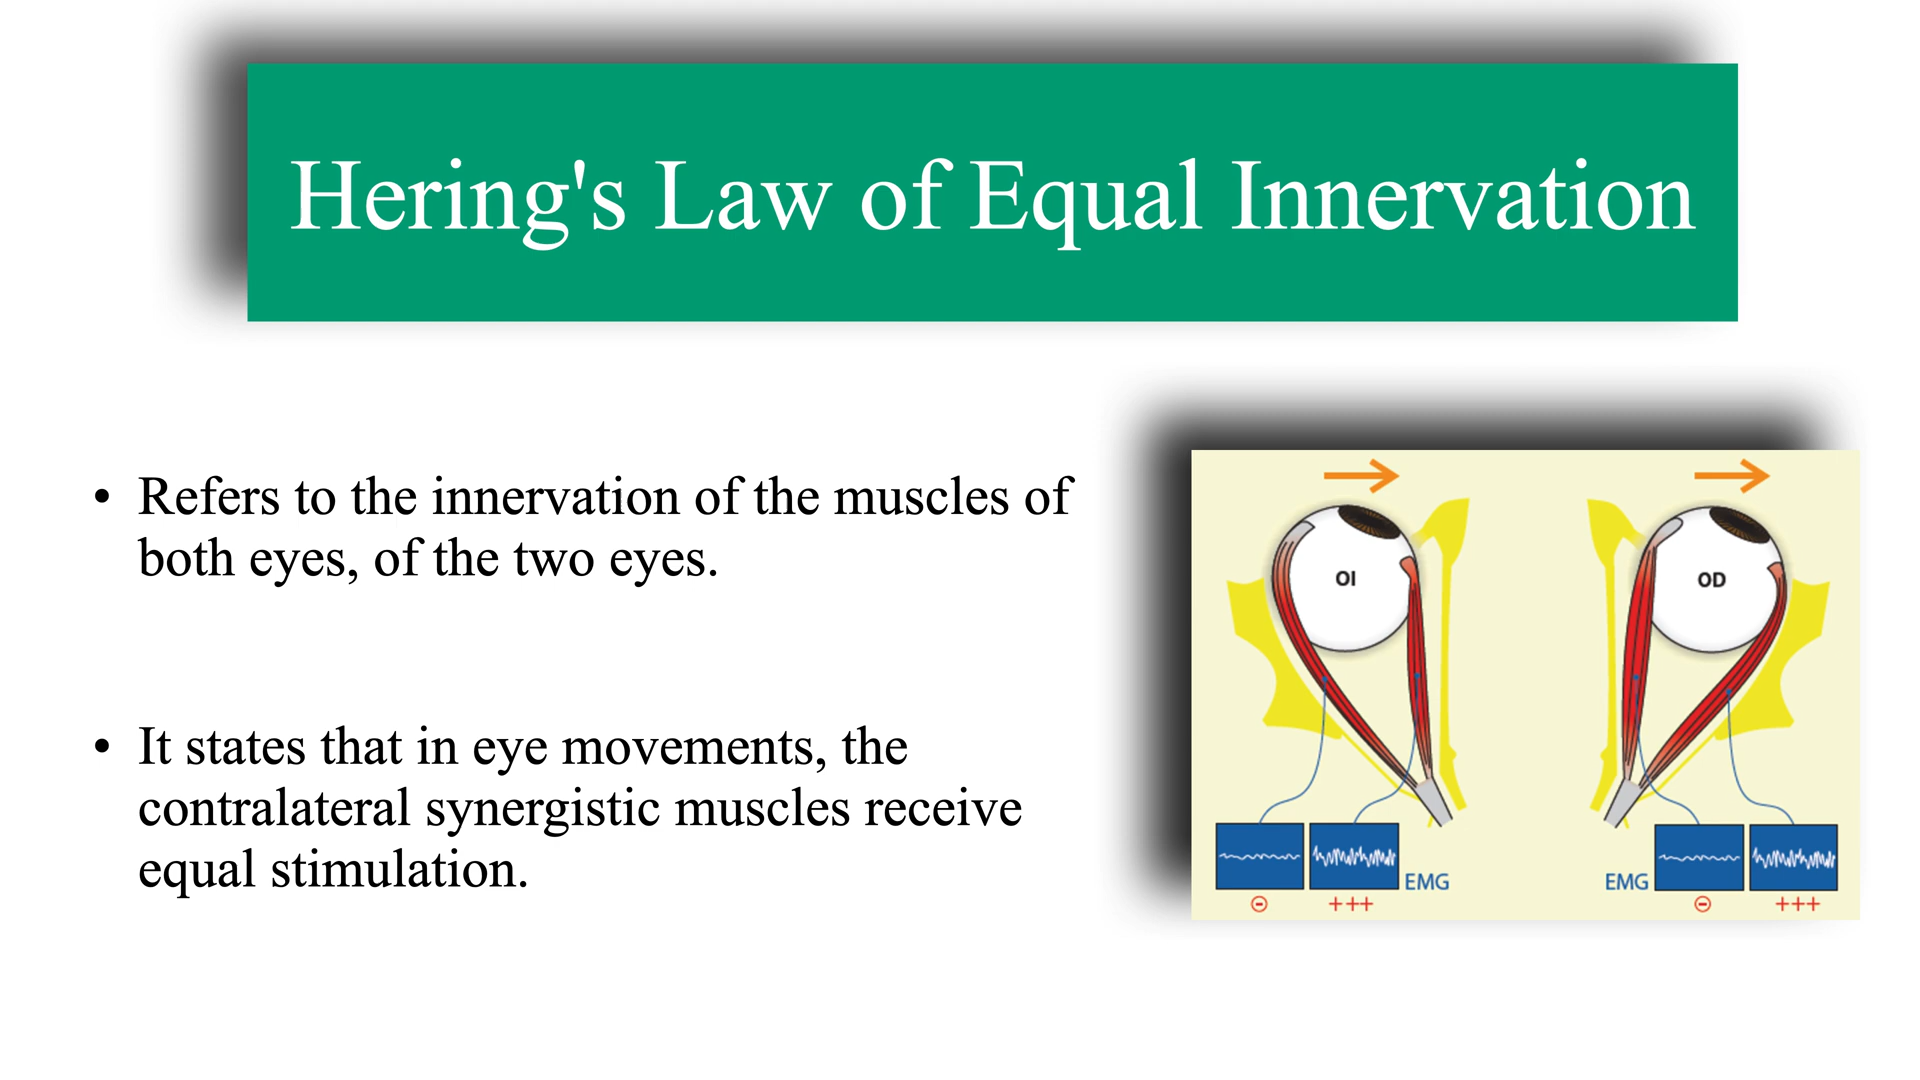 Hering's Law of Equal Innervation
• Refers to the innervation of the muscles of
both eyes, of the two eyes.
• It states that in eye movements, the
contralateral synergistic muscles receive
equal stimulation.
OI
OD
EMG
EMG
⊖ +++
⊖ +++